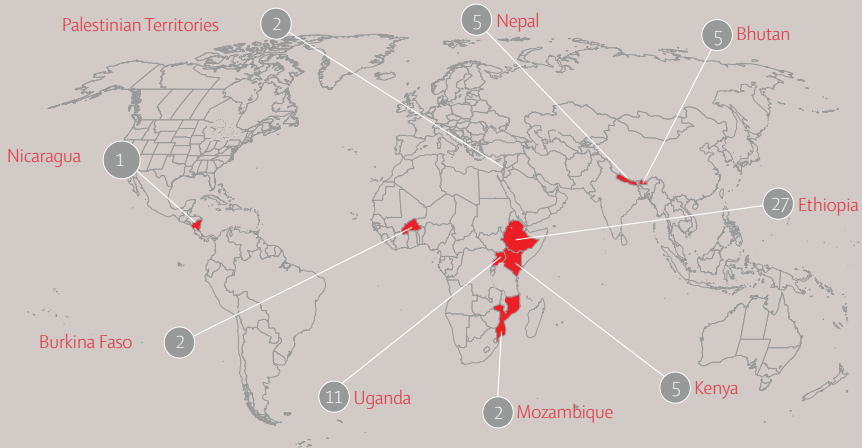 Palestinian Territories 2
5 Nepal
5 Bhutan
Nicaragua 1
27 Ethiopia
Burkina Faso 2
11 Uganda
2 Mozambique
5 Kenya